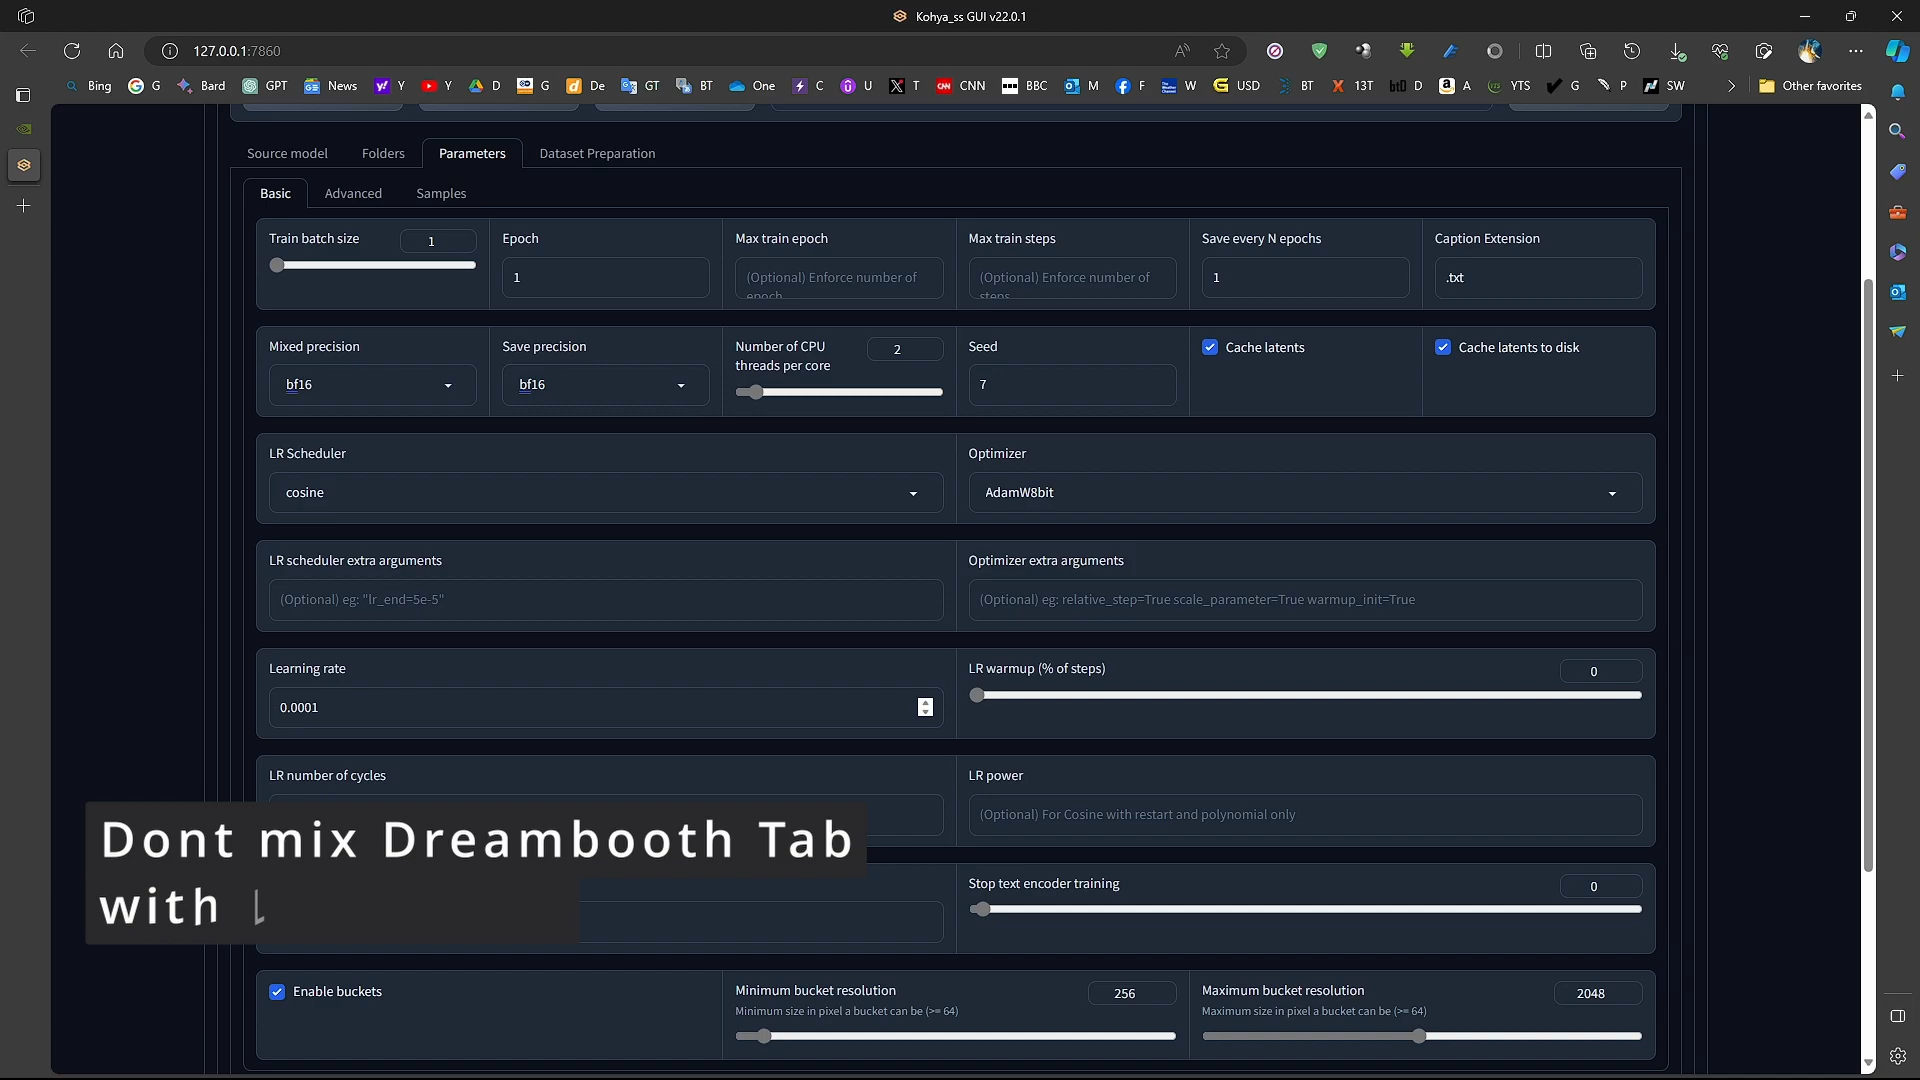 Kohya_ss GUI v22.0.1
127.0.0.1:7860
Bing G Bard GPT News Y Y D G De GT BT One C U T CNN BBC M F W USD BT 13T btD D A YTS G P SW Other favorites
Source model Folders Parameters Dataset Preparation
Basic Advanced Samples
Train batch size 1 Epoch Max train epoch Max train steps Save every N epochs Caption Extension
1 (Optional) Enforce number of epoch (Optional) Enforce number of steps 1 .txt
Mixed precision Save precision Number of CPU threads per core 2 Seed Cache latents Cache latents to disk
bf16 bf16 7
LR Scheduler Optimizer
cosine AdamW8bit
LR scheduler extra arguments Optimizer extra arguments
(Optional) eg: "lr_end=5e-5" (Optional) eg: relative_step=True scale_parameter=True warmup_init=True
Learning rate LR warmup (% of steps) 0
0.0001
LR number of cycles LR power
(Optional) For Cosine with restart and polynomial only
Dont mix Dreambooth Tab
with
Stop text encoder training 0
Enable buckets Minimum bucket resolution 256 Maximum bucket resolution 2048
Minimum size in pixel a bucket can be (>= 64) Maximum size in pixel a bucket can be (>= 64)